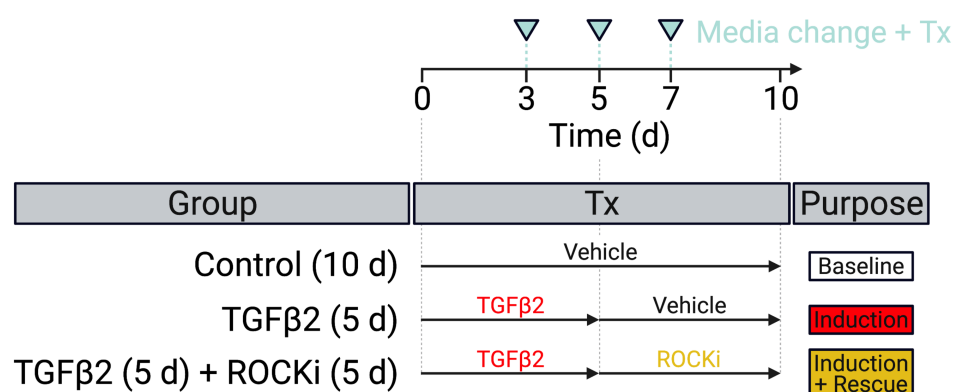 Media change + Tx
0 3 5 7 10
Time (d)
Group Tx Purpose
Control (10 d) Vehicle Baseline
TGFβ2 (5 d) TGFβ2 Vehicle Induction
TGFβ2 (5 d) + ROCKi (5 d) TGFβ2 ROCKi Induction
+ Rescue